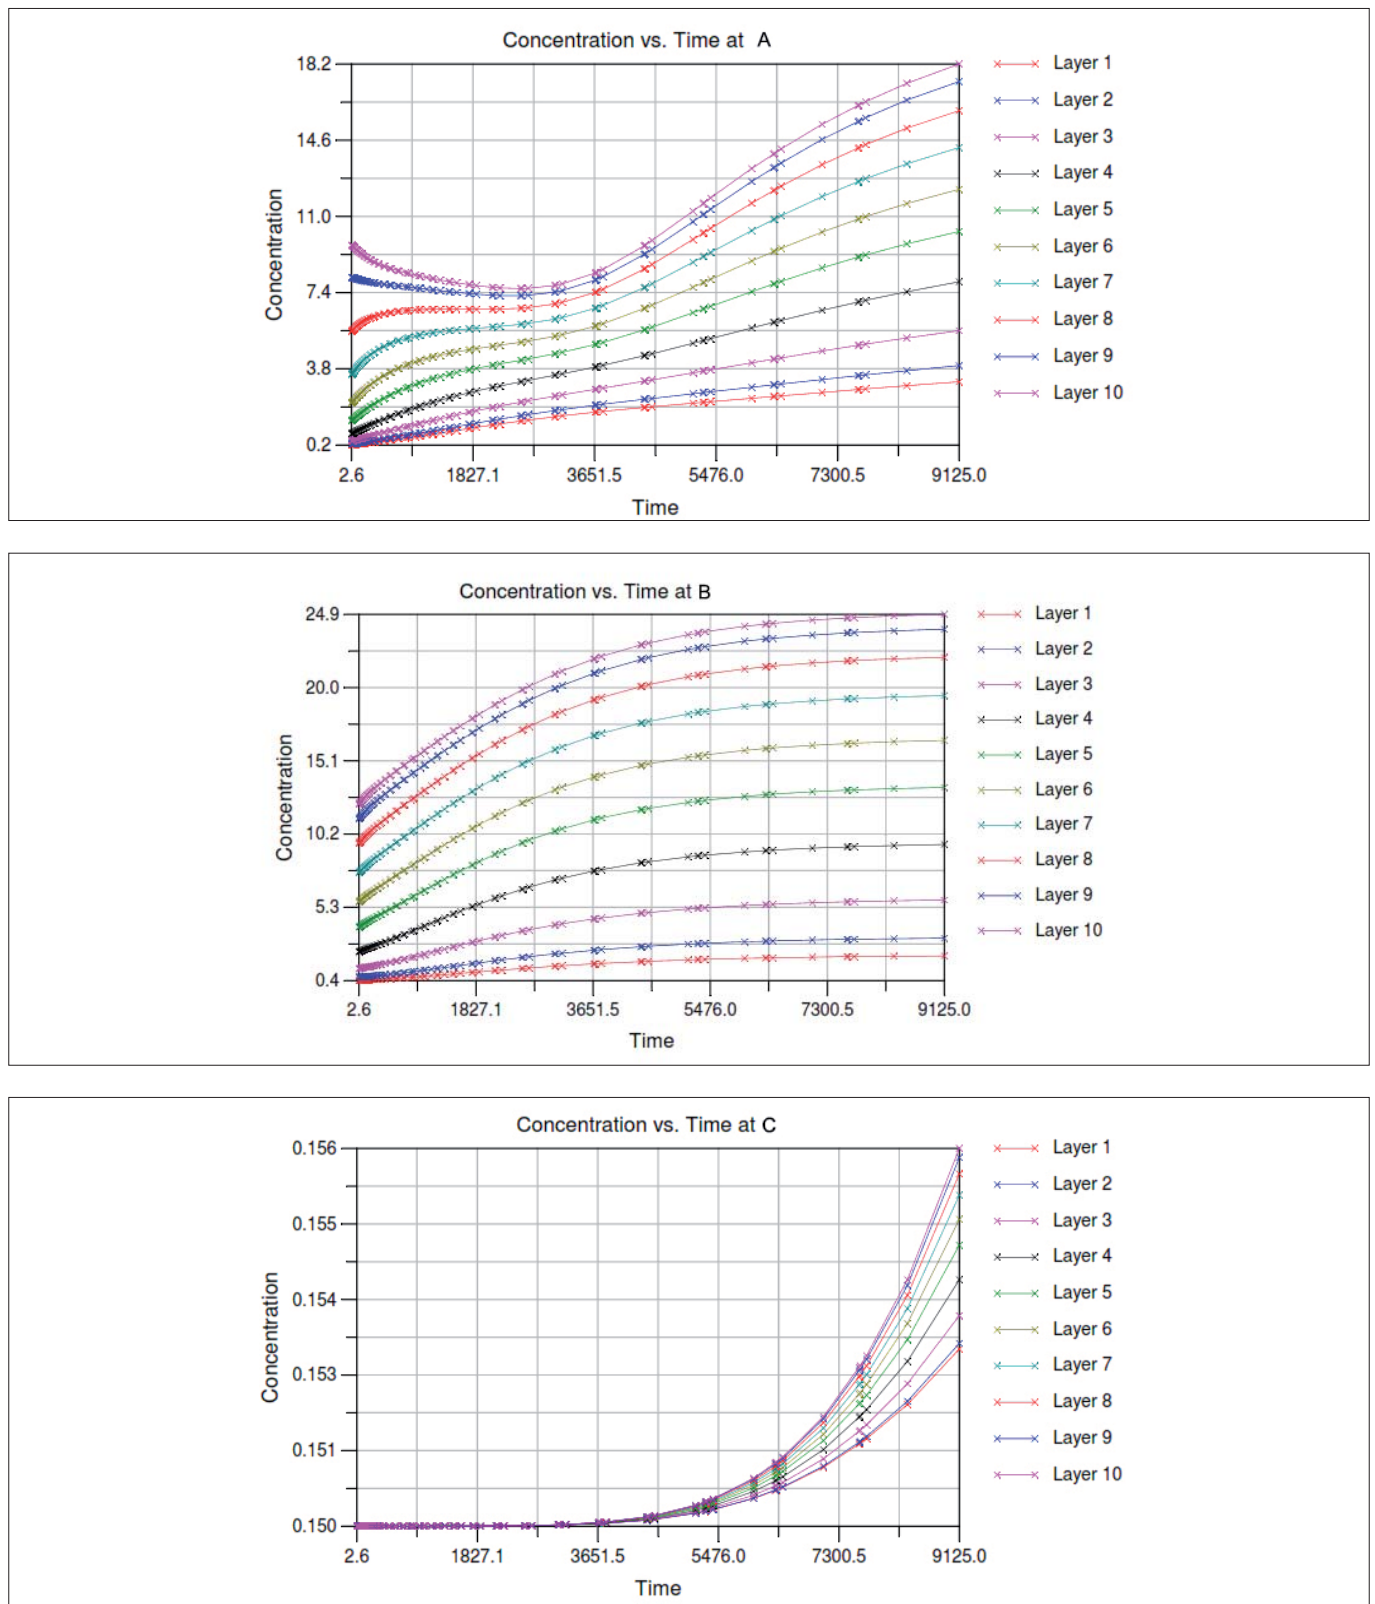 Concentration vs. Time at A
18.2
14.6
11.0
7.4
3.8
0.2
Concentration
2.6 1827.1 3651.5 5476.0 7300.5 9125.0
Time
Layer 1
Layer 2
Layer 3
Layer 4
Layer 5
Layer 6
Layer 7
Layer 8
Layer 9
Layer 10
Concentration vs. Time at B
24.9
20.0
15.1
10.2
5.3
0.4
Concentration
2.6 1827.1 3651.5 5476.0 7300.5 9125.0
Time
Layer 1
Layer 2
Layer 3
Layer 4
Layer 5
Layer 6
Layer 7
Layer 8
Layer 9
Layer 10
Concentration vs. Time at C
0.156
0.155
0.154
0.153
0.151
0.150
Concentration
2.6 1827.1 3651.5 5476.0 7300.5 9125.0
Time
Layer 1
Layer 2
Layer 3
Layer 4
Layer 5
Layer 6
Layer 7
Layer 8
Layer 9
Layer 10